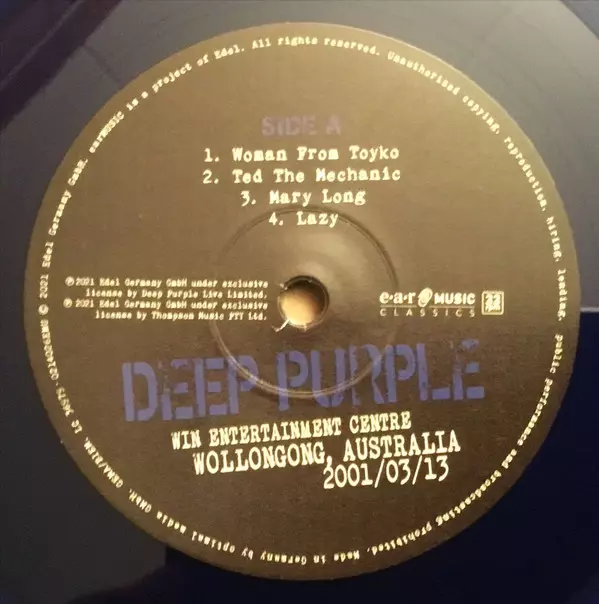 SIDE A
1. Woman From Toyko
2. Ted The Mechanic
3. Mary Long
4. Lazy
℗2021 Edel Germany GmbH under exclusive
license by Deep Purple Live Limited.
℗2021 Edel Germany GmbH under exclusive
license by Thompson Music PTY Ltd.
e·a·r MUSIC
CLASSICS
DEEP PURPLE
WIN ENTERTAINMENT CENTRE
WOLLONGONG, AUSTRALIA
2001/03/13
© 2021 Edel Germany GmbH. earMUSIC is a project of Edel. All rights reserved. Unauthorized copying, reproduction, hiring, lending, public performance and broadcasting prohibited. Made in Germany by optimal media GmbH. GEMA/BIEM. LC